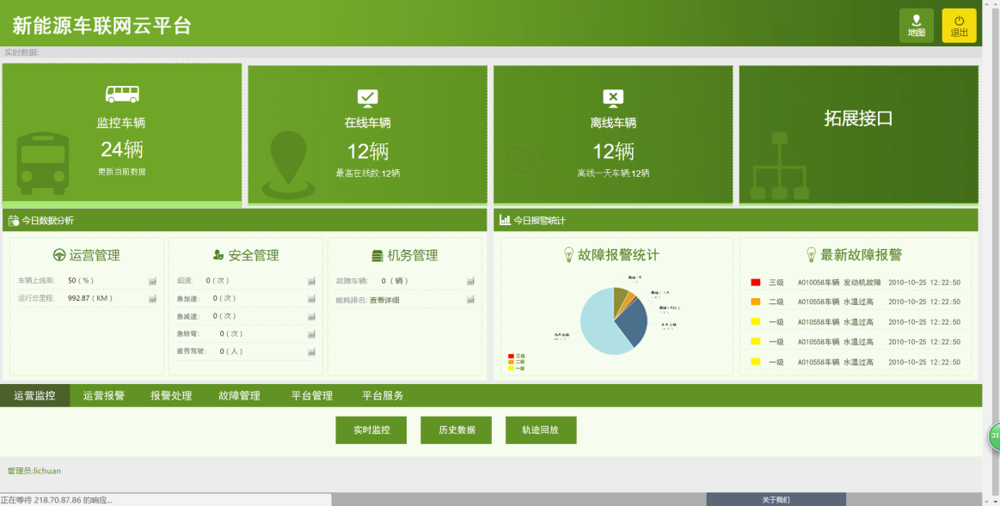 新能源车联网云平台
地图
退出
实时数据:
监控车辆
24辆
更新当前数据
在线车辆
12辆
最高在线数:12辆
离线车辆
12辆
离线一天车辆:12辆
拓展接口
今日数据分析
今日报警统计
运营管理
车辆上线率: 50 ( % )
运行总里程: 992.87 ( KM )
安全管理
超速: 0 ( 次 )
急加速: 0 ( 次 )
急减速: 0 ( 次 )
急转弯: 0 ( 次 )
疲劳驾驶: 0 ( 人 )
机务管理
故障车辆: 0 ( 辆 )
能耗排名: 查看详细
故障报警统计
三级
二级
一级
最新故障报警
三级 A010058车辆 发动机故障 2010-10-25 12:22:50
二级 A010558车辆 水温过高 2010-10-25 12:22:50
一级 A010558车辆 水温过高 2010-10-25 12:22:50
一级 A010558车辆 水温过高 2010-10-25 12:22:50
一级 A010558车辆 水温过高 2010-10-25 12:22:50
运营监控 运营报警 报警处理 故障管理 平台管理 平台服务
实时监控 历史数据 轨迹回放
31
管理员:lichuan
正在等待 218.70.87.86 的响应...
关于我们